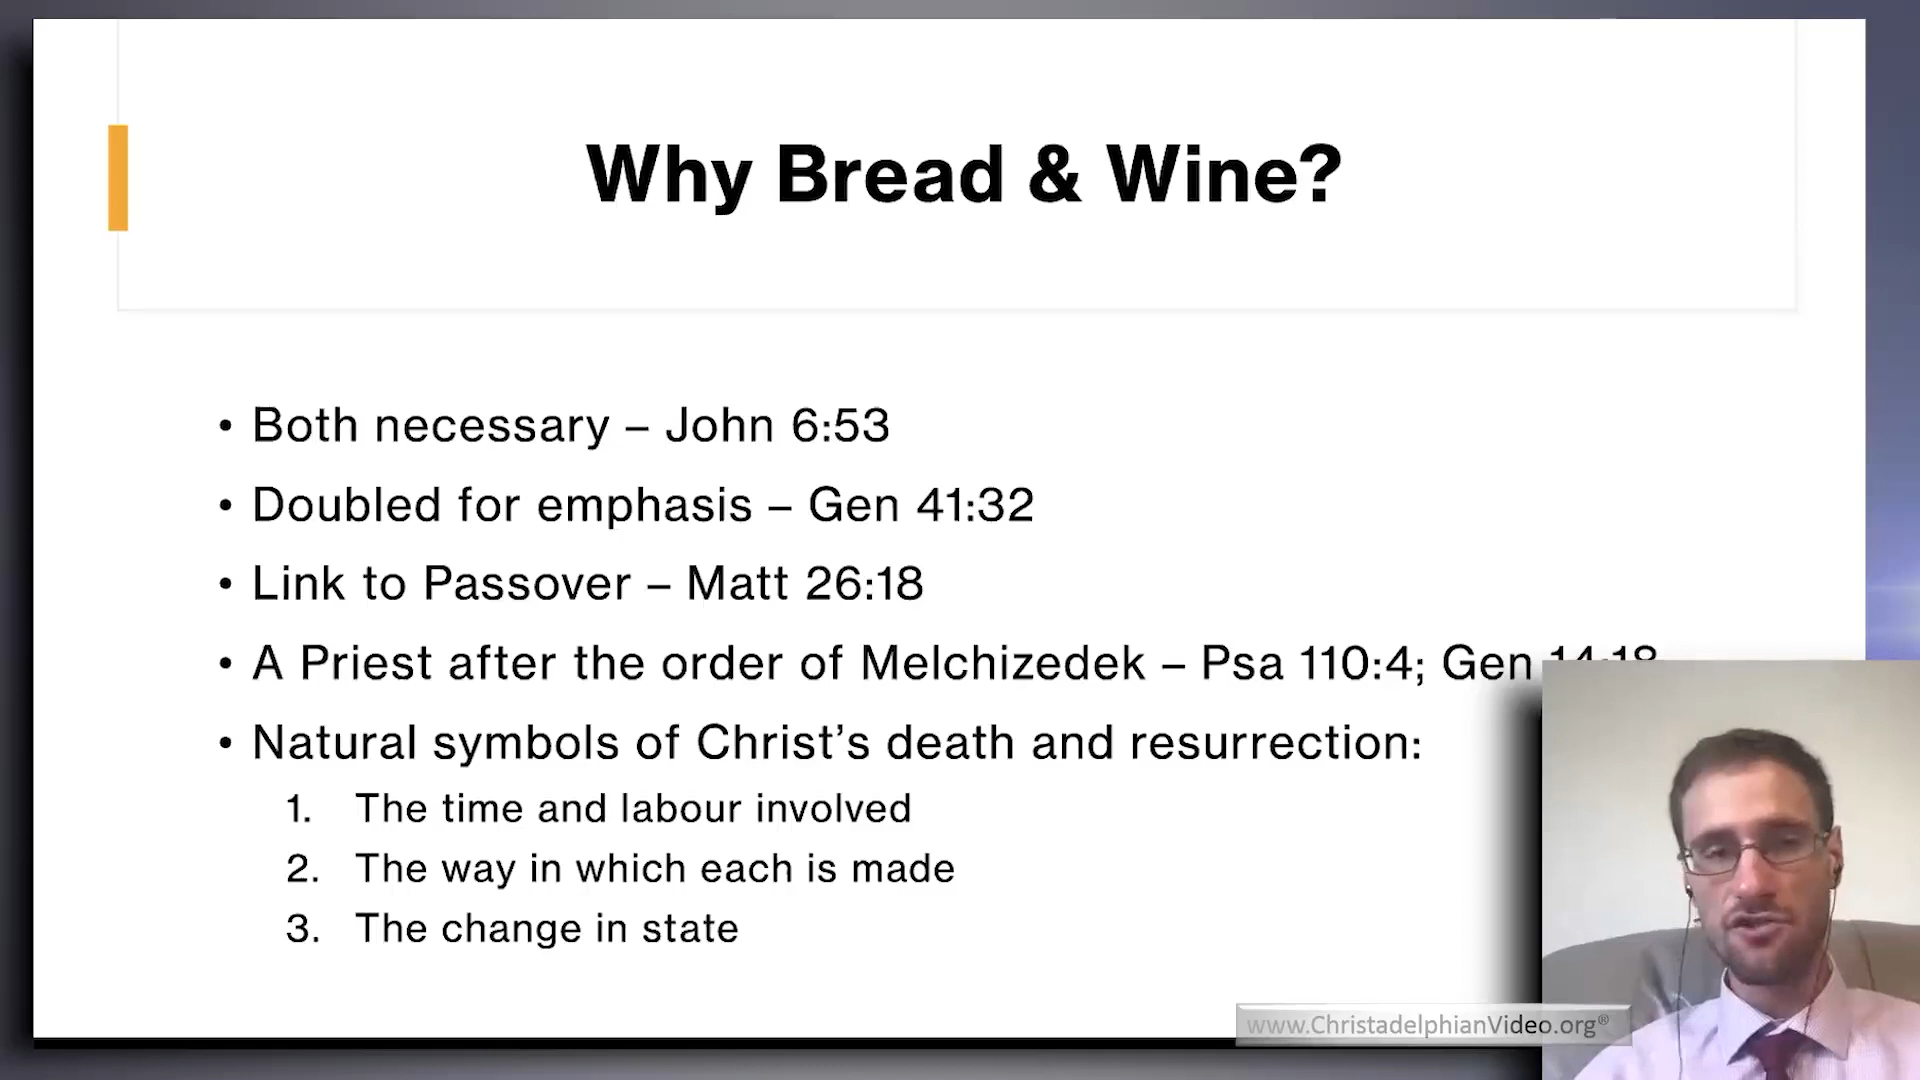 Why Bread & Wine?
• Both necessary – John 6:53
• Doubled for emphasis – Gen 41:32
• Link to Passover – Matt 26:18
• A Priest after the order of Melchizedek – Psa 110:4; Gen 14:18
• Natural symbols of Christ's death and resurrection:
1. The time and labour involved
2. The way in which each is made
3. The change in state
www.ChristadelphianVideo.org®